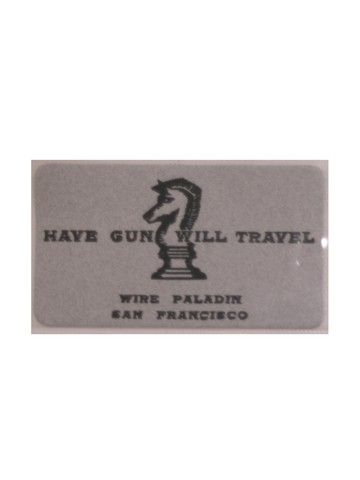 HAVE GUN WILL TRAVEL
WIRE PALADIN
SAN FRANCISCO